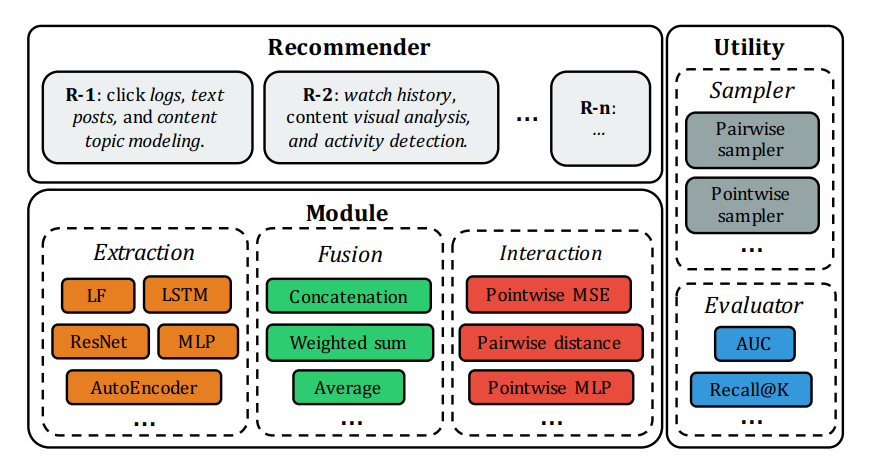 Recommender
R-1: click logs, text
posts, and content
topic modeling.
R-2: watch history,
content visual analysis,
and activity detection.
...
R-n:
...
Module
Extraction
LF
LSTM
ResNet
MLP
AutoEncoder
...
Fusion
Concatenation
Weighted sum
Average
...
Interaction
Pointwise MSE
Pairwise distance
Pointwise MLP
...
Utility
Sampler
Pairwise
sampler
Pointwise
sampler
...
Evaluator
AUC
Recall@K
...